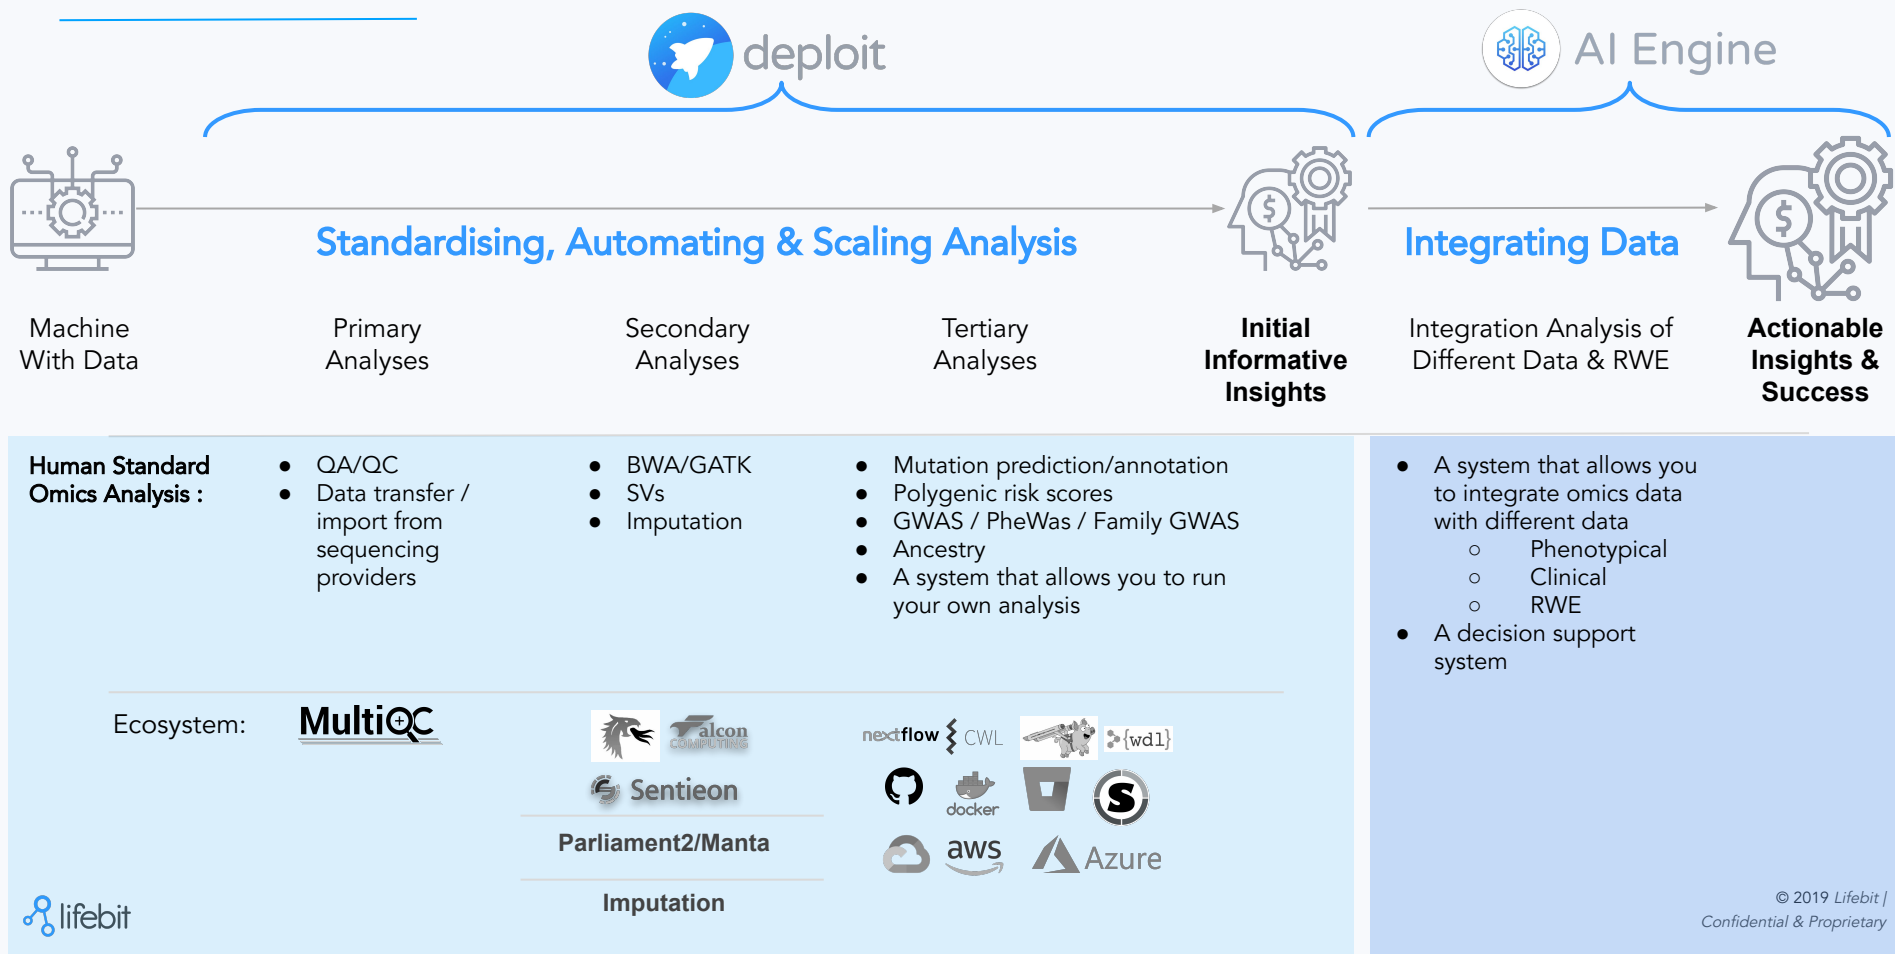 deploit
AI Engine
$
$
Standardising, Automating & Scaling Analysis
Integrating Data
Machine
With Data
Primary
Analyses
Secondary
Analyses
Tertiary
Analyses
Initial
Informative
Insights
Integration Analysis of
Different Data & RWE
Actionable
Insights &
Success
Human Standard
Omics Analysis :
● QA/QC
● Data transfer /
import from
sequencing
providers
● BWA/GATK
● SVs
● Imputation
● Mutation prediction/annotation
● Polygenic risk scores
● GWAS / PheWas / Family GWAS
● Ancestry
● A system that allows you to run
your own analysis
● A system that allows you
to integrate omics data
with different data
○ Phenotypical
○ Clinical
○ RWE
● A decision support
system
Ecosystem:
MultiQC
Falcon
COMPUTING
Sentieon
Parliament2/Manta
Imputation
nextflow
CWL
{wdl}
docker
S
aws
Azure
lifebit
© 2019 Lifebit |
Confidential & Proprietary